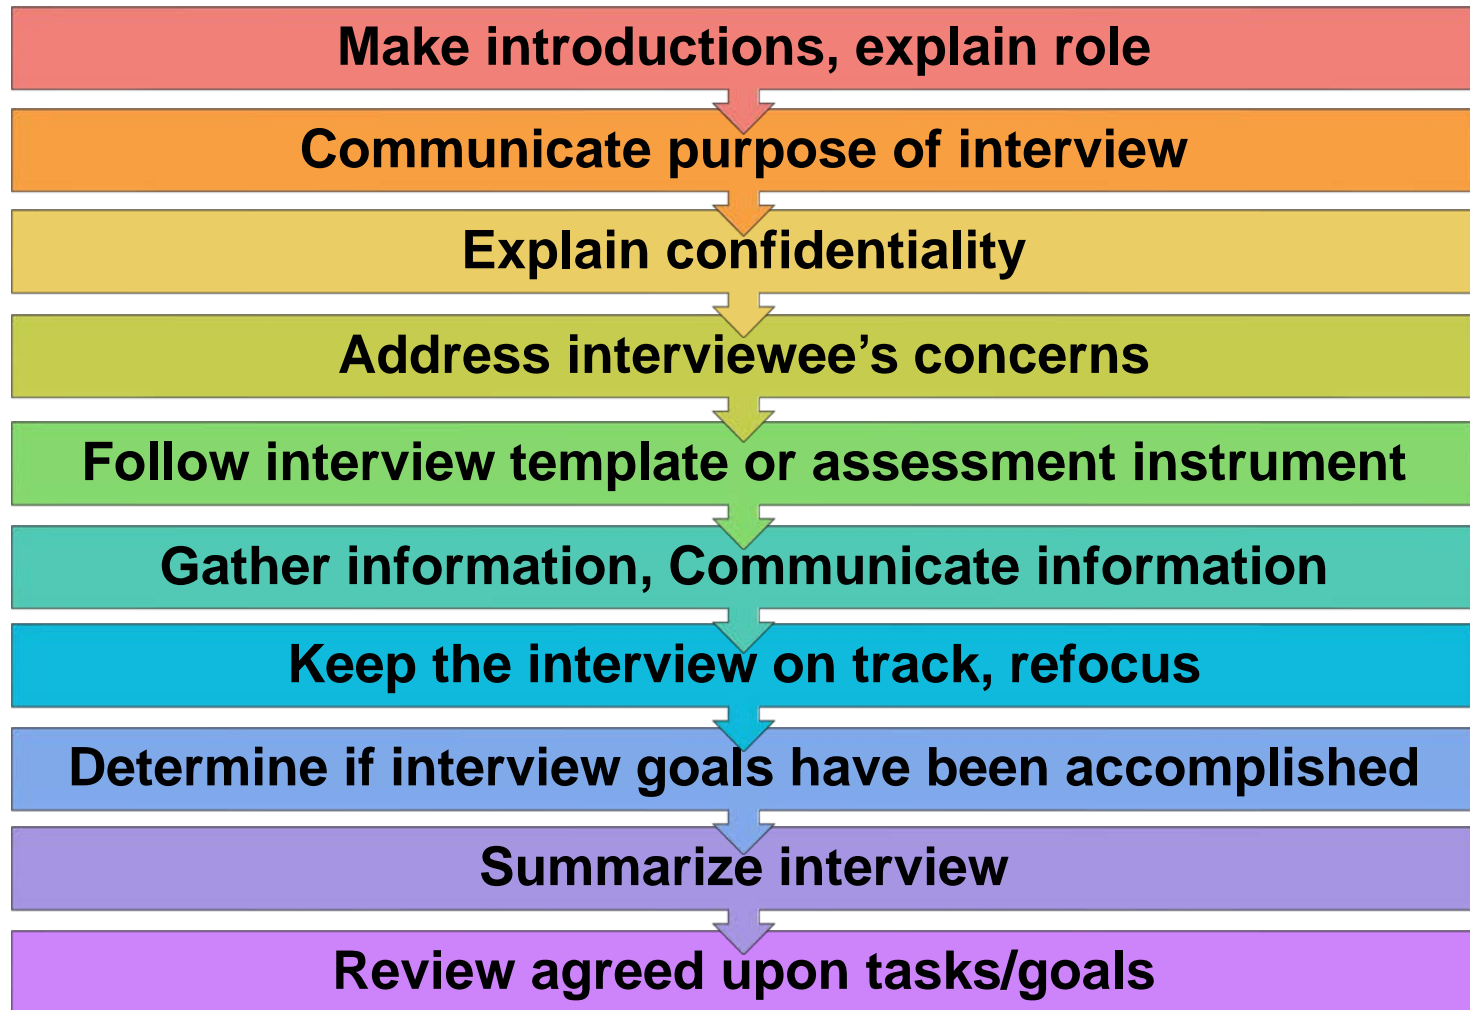 Make introductions, explain role
Communicate purpose of interview
Explain confidentiality
Address interviewee’s concerns
Follow interview template or assessment instrument
Gather information, Communicate information
Keep the interview on track, refocus
Determine if interview goals have been accomplished
Summarize interview
Review agreed upon tasks/goals